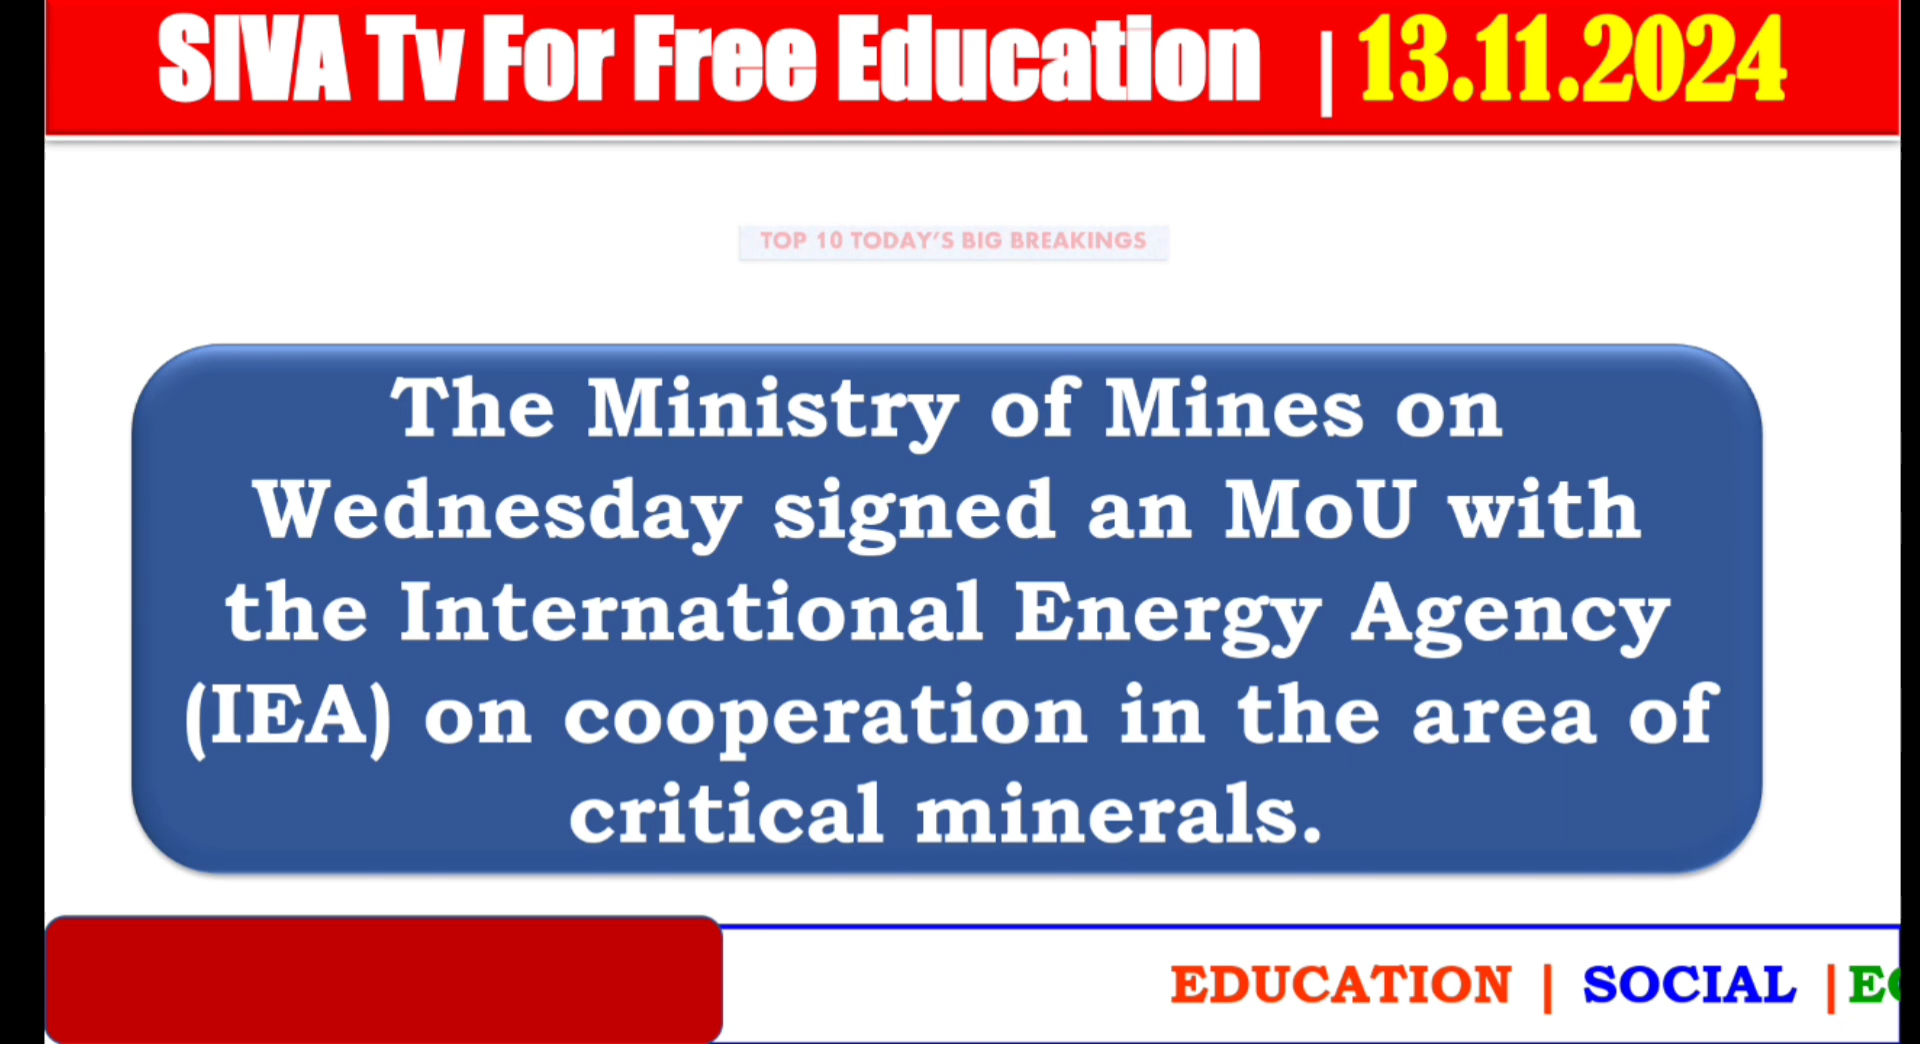 SIVA Tv For Free Education | 13.11.2024
TOP 10 TODAY'S BIG BREAKINGS
The Ministry of Mines on
Wednesday signed an MoU with
the International Energy Agency
(IEA) on cooperation in the area of
critical minerals.
EDUCATION | SOCIAL |